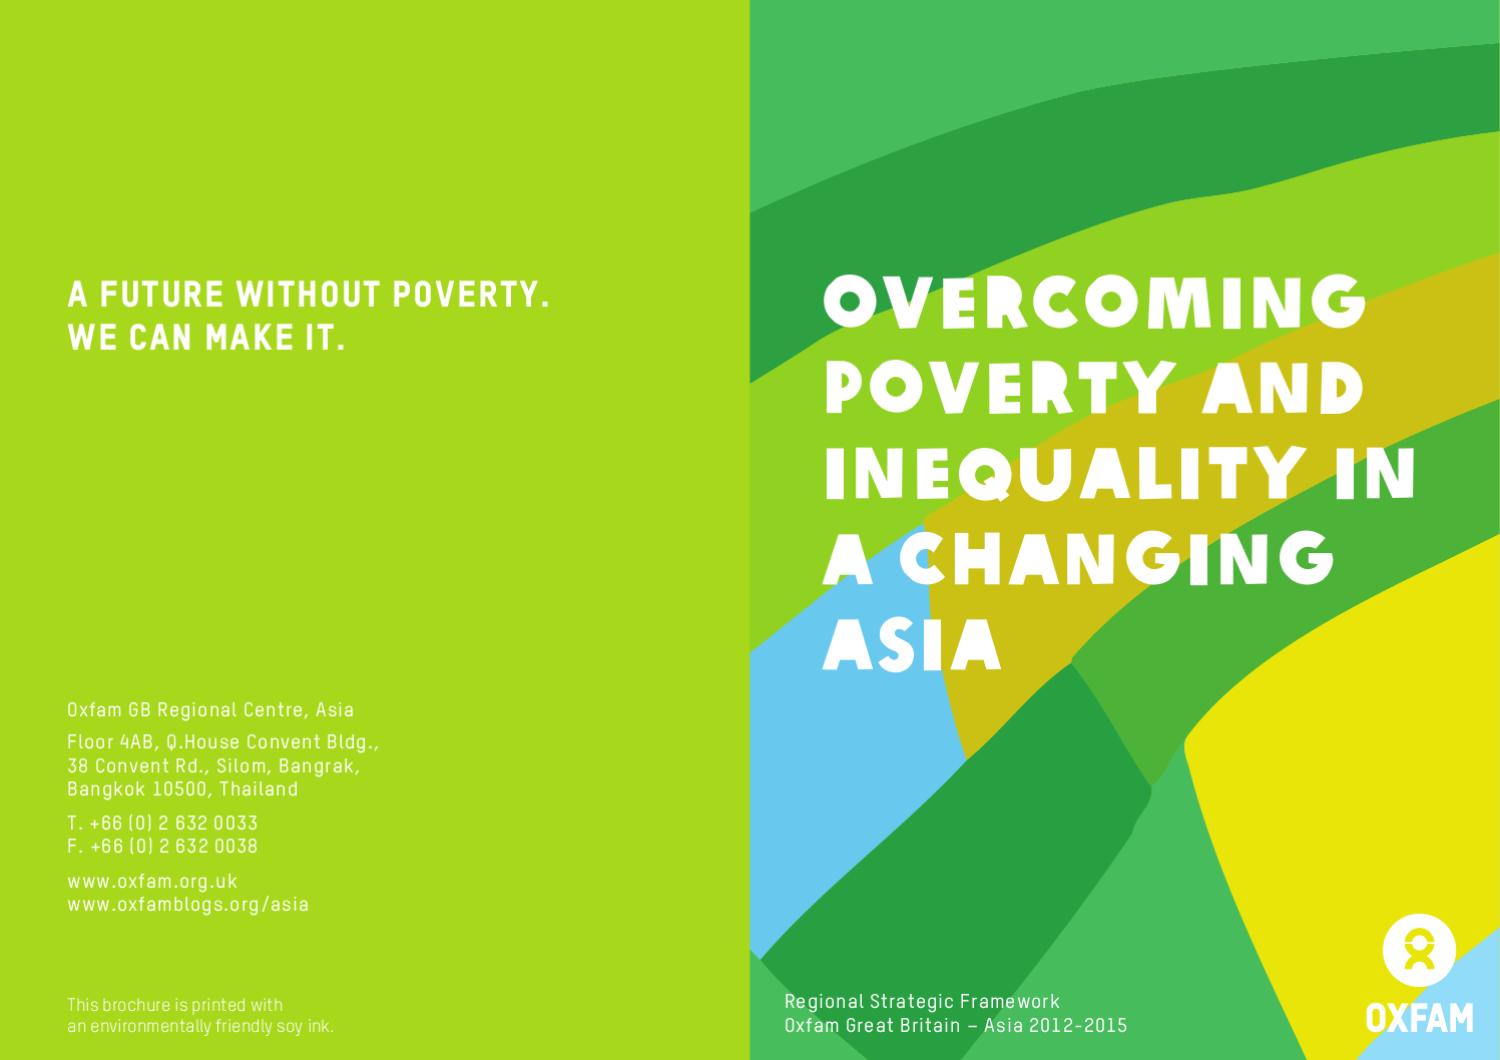 A FUTURE WITHOUT POVERTY.
WE CAN MAKE IT.
Oxfam GB Regional Centre, Asia
Floor 4AB, Q.House Convent Bldg.,
38 Convent Rd., Silom, Bangrak,
Bangkok 10500, Thailand
T. +66 (0) 2 632 0033
F. +66 (0) 2 632 0038
www.oxfam.org.uk
www.oxfamblogs.org/asia
This brochure is printed with
an environmentally friendly soy ink.
OVERCOMING
POVERTY AND
INEQUALITY IN
A CHANGING
ASIA
Regional Strategic Framework
Oxfam Great Britain – Asia 2012-2015
OXFAM